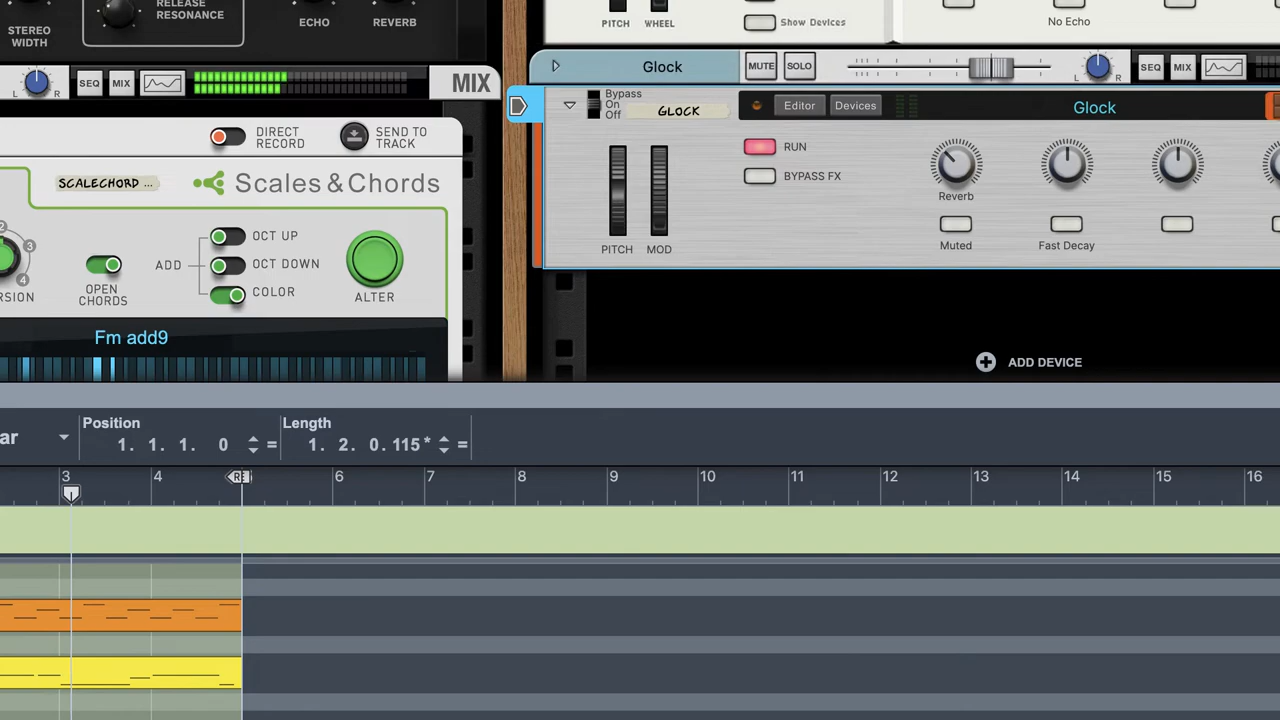 RELEASE
RESONANCE
STEREO
WIDTH
ECHO
REVERB
PITCH
WHEEL
Show Devices
No Echo
L
R
SEQ
MIX
MIX
Glock
MUTE
SOLO
L
R
SEQ
MIX
DIRECT
RECORD
SEND TO
TRACK
SCALECHORD ...
Scales & Chords
2
3
4
OPEN
CHORDS
ADD
OCT UP
OCT DOWN
COLOR
ALTER
Fm add9
Bypass
On
Off
GLOCK
Editor
Devices
Glock
RUN
BYPASS FX
PITCH
MOD
Reverb
Muted
Fast Decay
ADD DEVICE
Position
1. 1. 1. 0
=
Length
1. 2. 0. 115 *
=
3 4 6 7 8 9 10 11 12 13 14 15 16